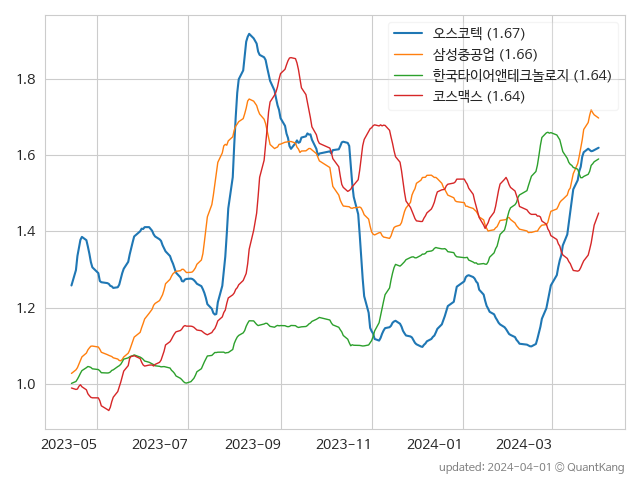 오스코텍 (1.67)
삼성중공업 (1.66)
한국타이어앤테크놀로지 (1.64)
코스맥스 (1.64)
1.8
1.6
1.4
1.2
1.0
2023-05 2023-07 2023-09 2023-11 2024-01 2024-03
updated: 2024-04-01 © QuantKang